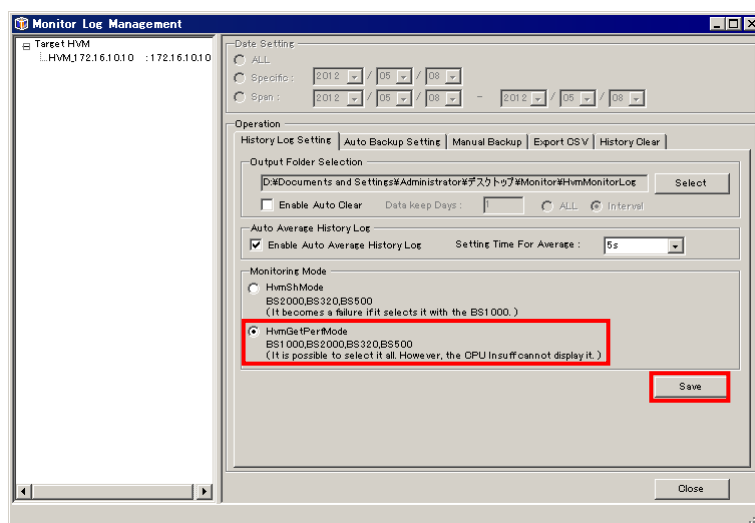 Monitor Log Management
Target HVM
HVM_172.16.10.10 : 172.16.10.10
Date Setting
ALL
Specific : 2012 / 05 / 08
Span : 2012 / 05 / 08 - 2012 / 05 / 08
Operation
History Log Setting Auto Backup Setting Manual Backup Export CSV History Clear
Output Folder Selection
D:¥Documents and Settings¥Administrator¥デスクトップ¥Monitor¥HvmMonitorLog Select
Enable Auto Clear Data keep Days : 1 ALL Interval
Auto Average History Log
Enable Auto Average History Log Setting Time For Average : 5s
Monitoring Mode
HvmShMode
BS2000,BS320,BS500
(It becomes a failure if it selects it with the BS1000. )
HvmGetPerfMode
BS1000,BS2000,BS320,BS500
(It is possible to select it all. However, the CPU Insuff cannot display it. )
Save
Close